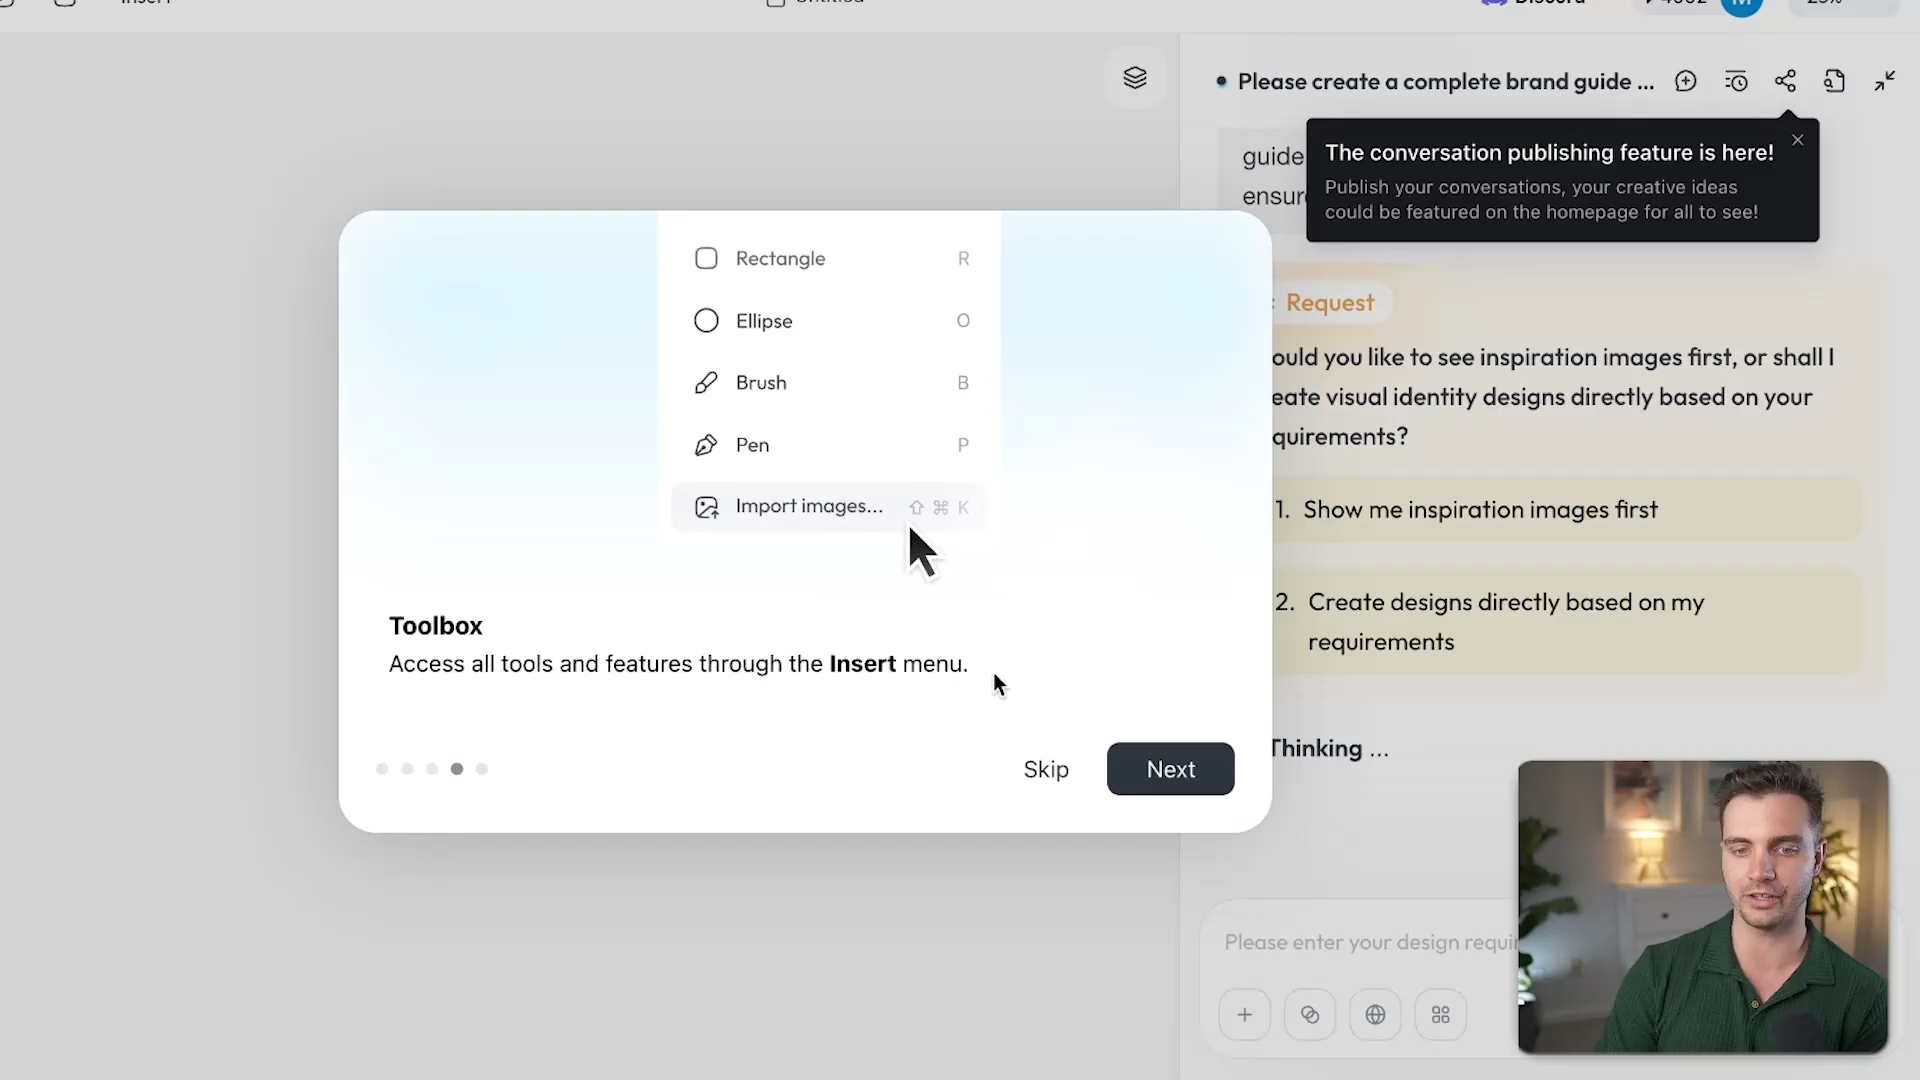 Untitled
Discord
Please create a complete brand guide ...
The conversation publishing feature is here!
Publish your conversations, your creative ideas
could be featured on the homepage for all to see!
guide
ensure
Rectangle R
Ellipse O
Brush B
Pen P
Import images... ⇧ ⌘ K
Toolbox
Access all tools and features through the Insert menu.
Skip
Next
Request
ould you like to see inspiration images first, or shall I
eate visual identity designs directly based on your
quirements?
1. Show me inspiration images first
2. Create designs directly based on my
requirements
Thinking ...
Please enter your design requi